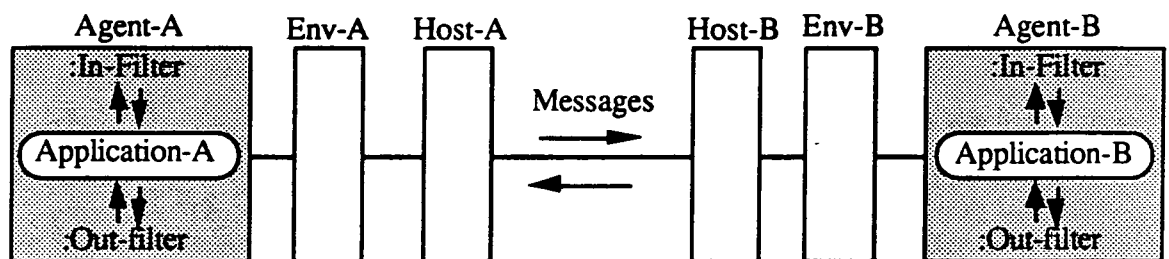 Agent-A Env-A Host-A Host-B Env-B Agent-B
:In-Filter :In-Filter
Messages
Application-A Application-B
:Out-filter :Out-filter